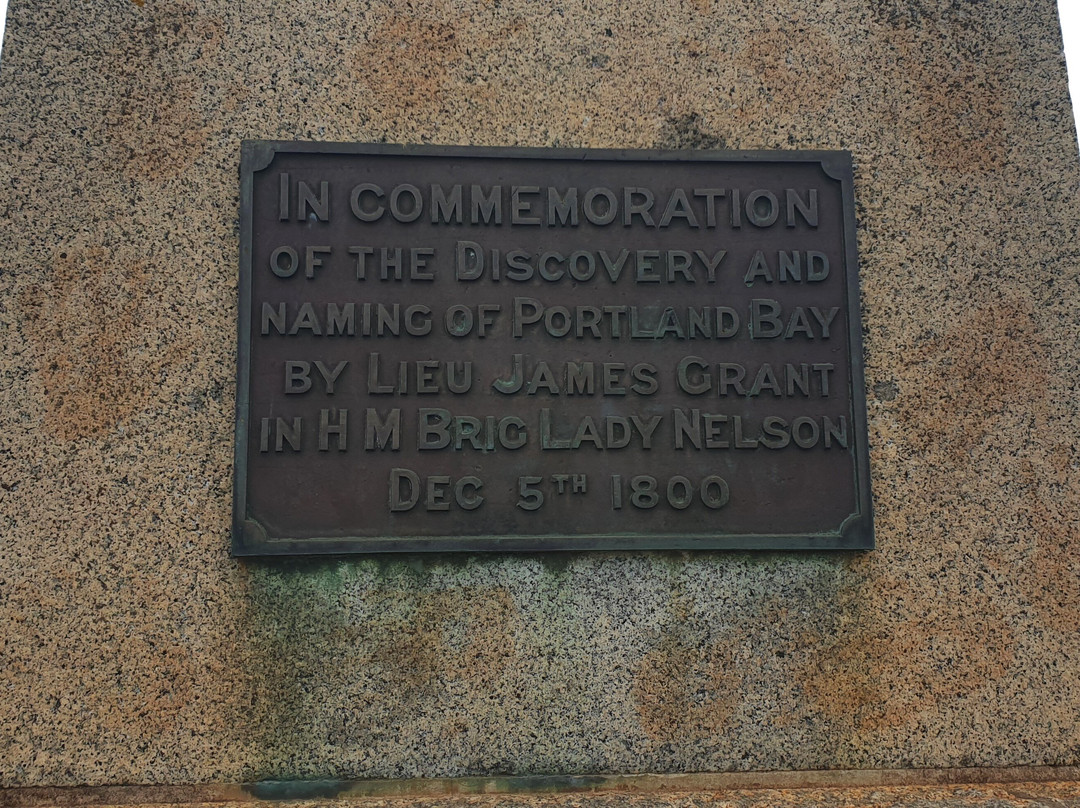 IN COMMEMORATION
OF THE DISCOVERY AND
NAMING OF PORTLAND BAY
BY LIEU JAMES GRANT
IN H M BRIG LADY NELSON
DEC 5TH 1800